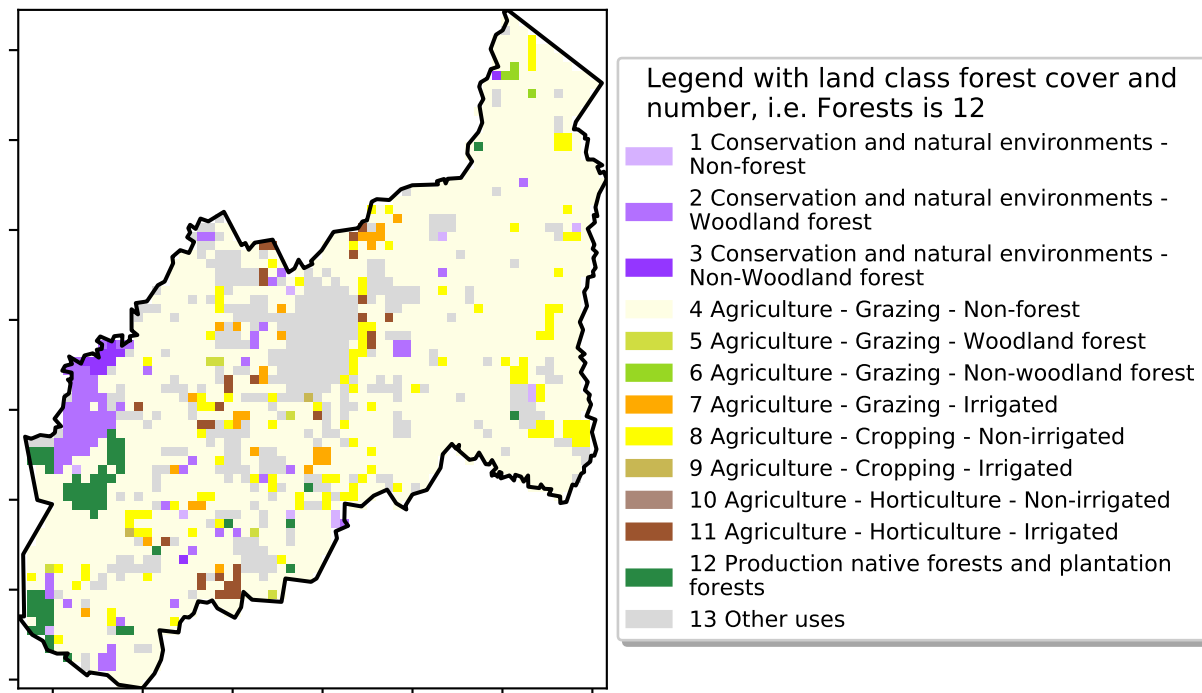 Legend with land class forest cover and
number, i.e. Forests is 12
1 Conservation and natural environments -
Non-forest
2 Conservation and natural environments -
Woodland forest
3 Conservation and natural environments -
Non-Woodland forest
4 Agriculture - Grazing - Non-forest
5 Agriculture - Grazing - Woodland forest
6 Agriculture - Grazing - Non-woodland forest
7 Agriculture - Grazing - Irrigated
8 Agriculture - Cropping - Non-irrigated
9 Agriculture - Cropping - Irrigated
10 Agriculture - Horticulture - Non-irrigated
11 Agriculture - Horticulture - Irrigated
12 Production native forests and plantation
forests
13 Other uses